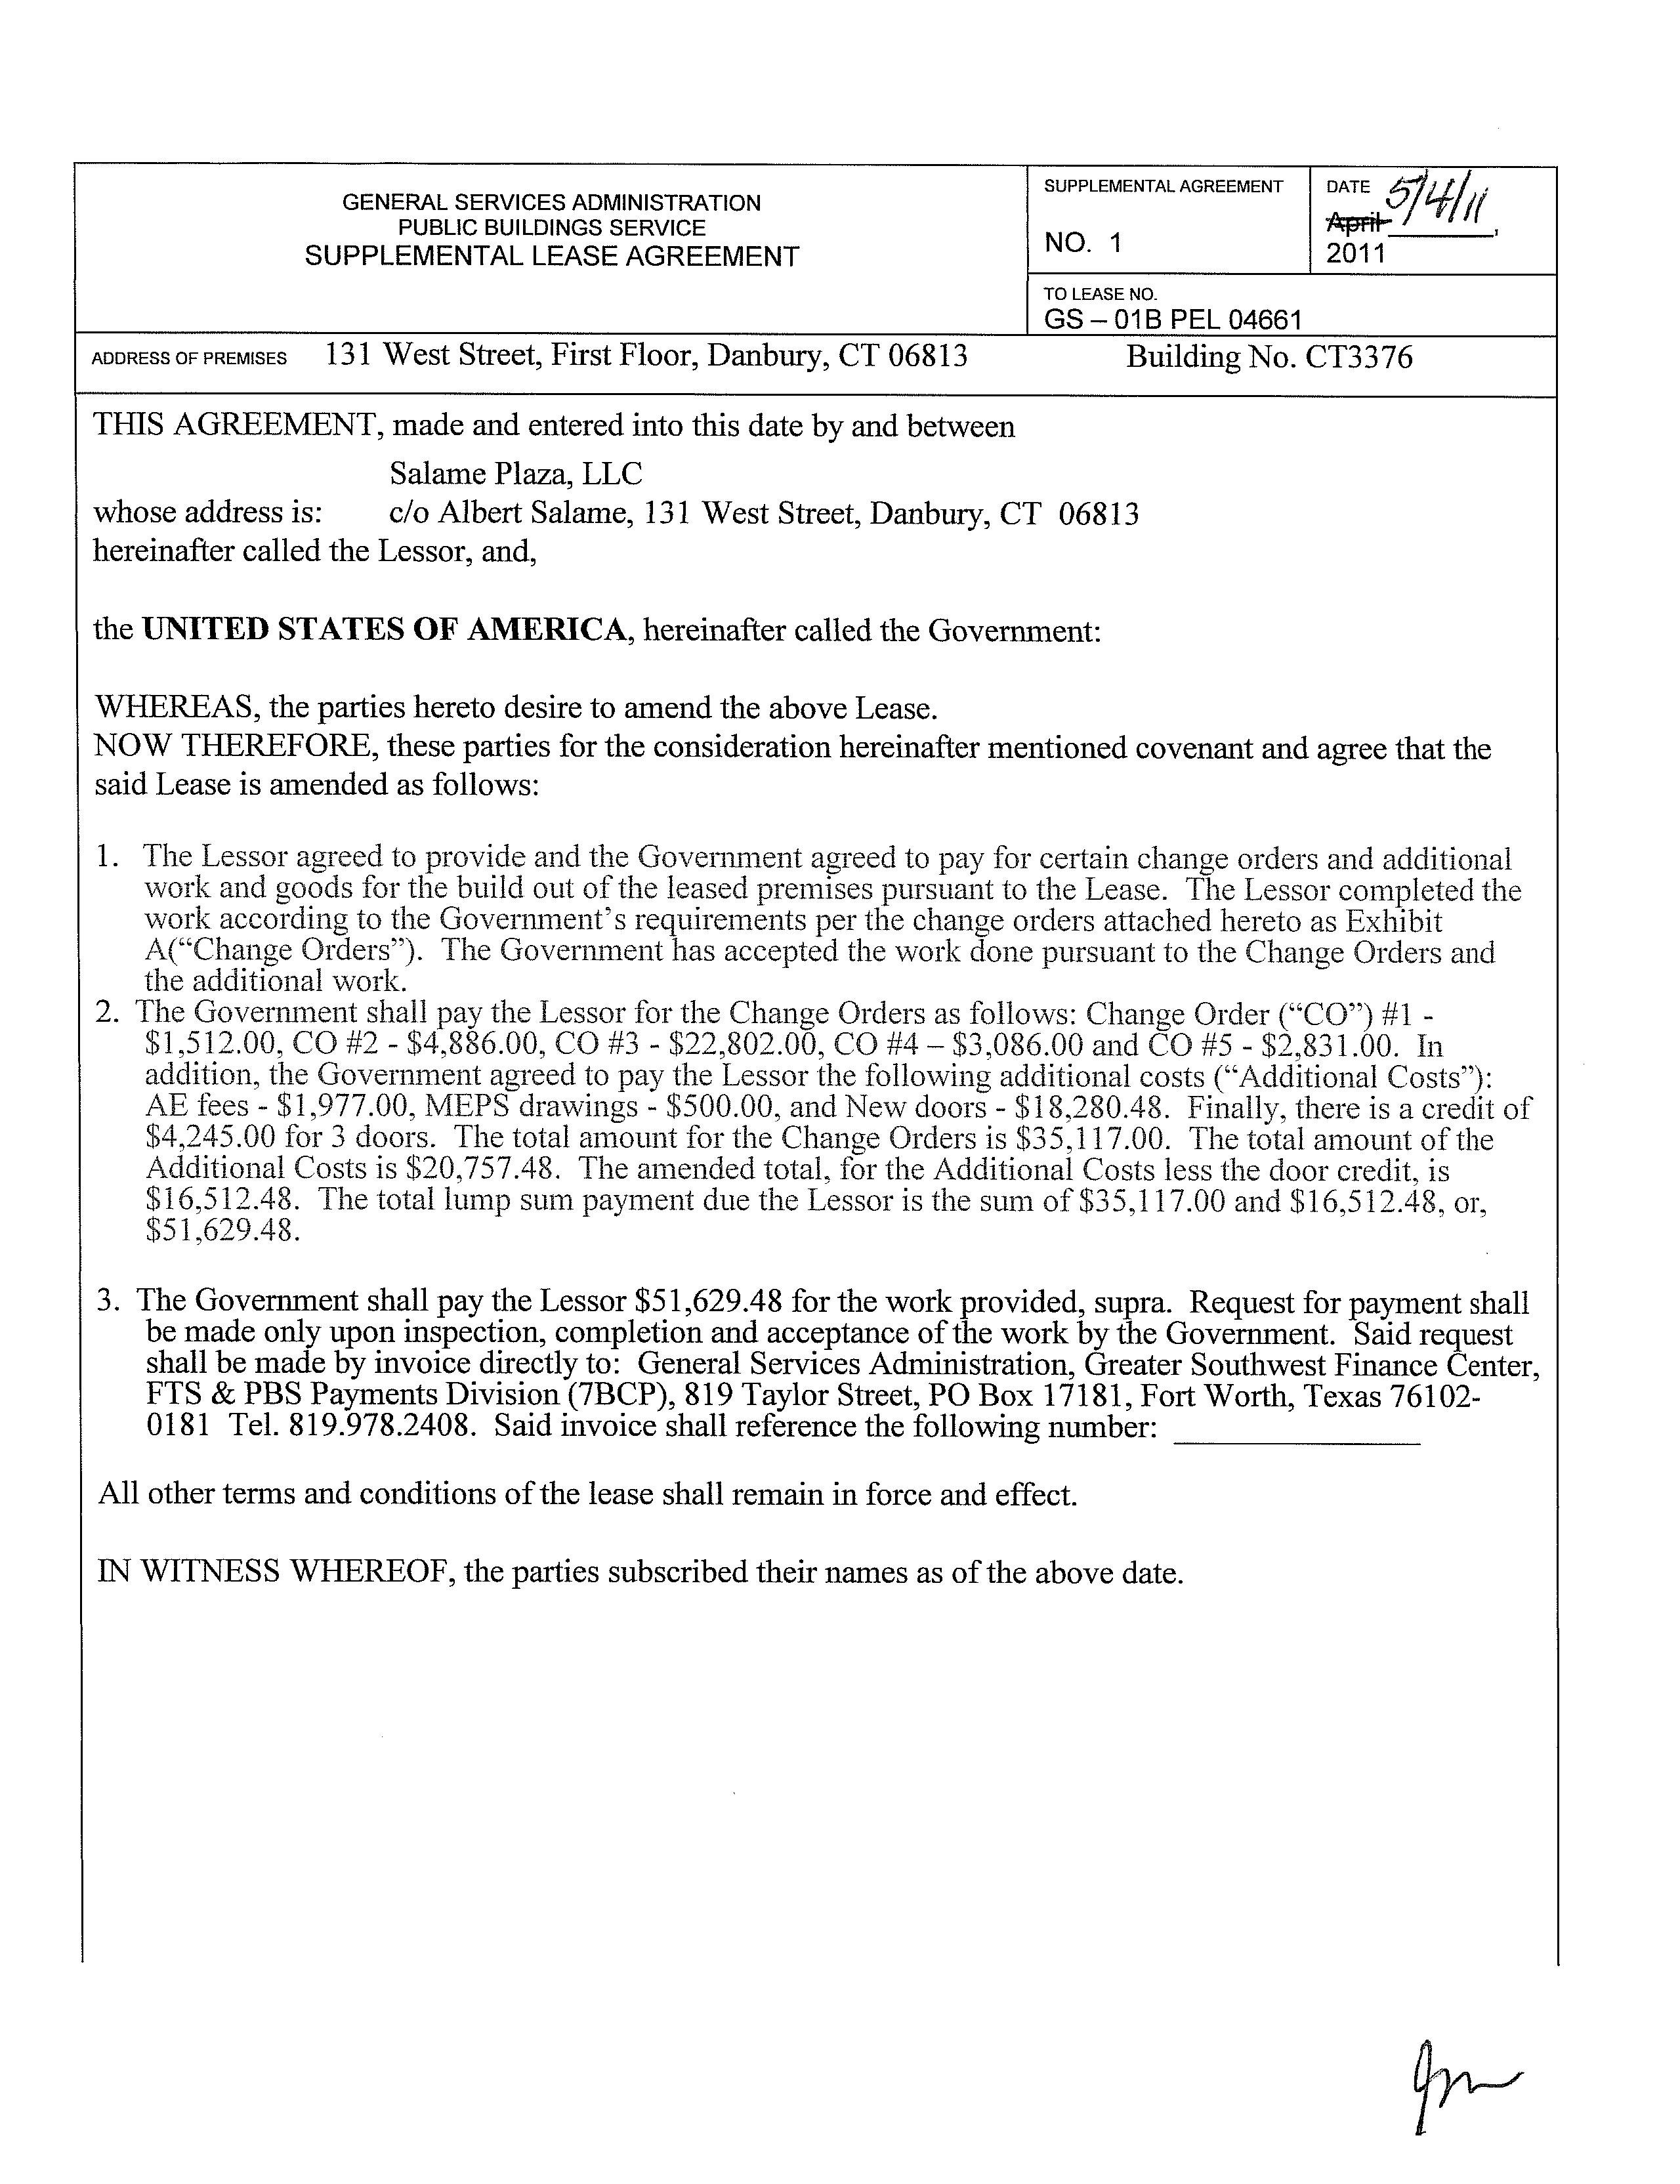 GENERAL SERVICES ADMINISTRATION
PUBLIC BUILDINGS SERVICE
SUPPLEMENTAL LEASE AGREEMENT
SUPPLEMENTAL AGREEMENT
NO. 1
DATE 5/4/11
April ,
2011
TO LEASE NO.
GS – 01B PEL 04661
ADDRESS OF PREMISES 131 West Street, First Floor, Danbury, CT 06813 Building No. CT3376
THIS AGREEMENT, made and entered into this date by and between
Salame Plaza, LLC
whose address is: c/o Albert Salame, 131 West Street, Danbury, CT 06813
hereinafter called the Lessor, and,
the UNITED STATES OF AMERICA, hereinafter called the Government:
WHEREAS, the parties hereto desire to amend the above Lease.
NOW THEREFORE, these parties for the consideration hereinafter mentioned covenant and agree that the
said Lease is amended as follows:
1. The Lessor agreed to provide and the Government agreed to pay for certain change orders and additional
work and goods for the build out of the leased premises pursuant to the Lease. The Lessor completed the
work according to the Government's requirements per the change orders attached hereto as Exhibit
A("Change Orders"). The Government has accepted the work done pursuant to the Change Orders and
the additional work.
2. The Government shall pay the Lessor for the Change Orders as follows: Change Order ("CO") #1 -
$1,512.00, CO #2 - $4,886.00, CO #3 - $22,802.00, CO #4 – $3,086.00 and CO #5 - $2,831.00. In
addition, the Government agreed to pay the Lessor the following additional costs ("Additional Costs"):
AE fees - $1,977.00, MEPS drawings - $500.00, and New doors - $18,280.48. Finally, there is a credit of
$4,245.00 for 3 doors. The total amount for the Change Orders is $35,117.00. The total amount of the
Additional Costs is $20,757.48. The amended total, for the Additional Costs less the door credit, is
$16,512.48. The total lump sum payment due the Lessor is the sum of $35,117.00 and $16,512.48, or,
$51,629.48.
3. The Government shall pay the Lessor $51,629.48 for the work provided, supra. Request for payment shall
be made only upon inspection, completion and acceptance of the work by the Government. Said request
shall be made by invoice directly to: General Services Administration, Greater Southwest Finance Center,
FTS & PBS Payments Division (7BCP), 819 Taylor Street, PO Box 17181, Fort Worth, Texas 76102-
0181 Tel. 819.978.2408. Said invoice shall reference the following number:
All other terms and conditions of the lease shall remain in force and effect.
IN WITNESS WHEREOF, the parties subscribed their names as of the above date.